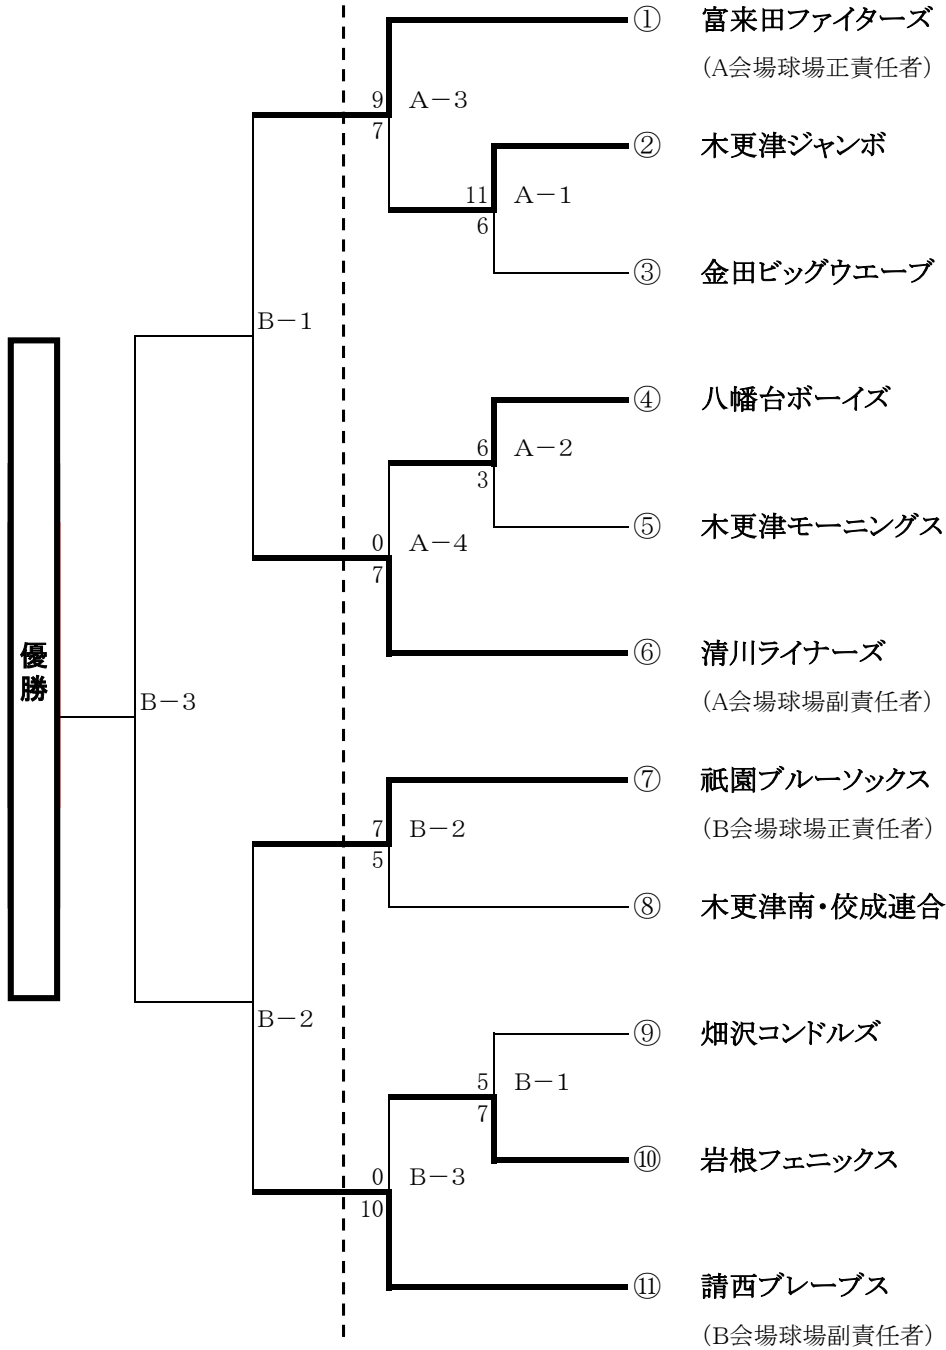 ① 富来田ファイターズ
(A会場球場正責任者)
9 A－3
7
② 木更津ジャンボ
11 A－1
6
③ 金田ビッグウエーブ
B－1
④ 八幡台ボーイズ
6 A－2
3
⑤ 木更津モーニングス
0 A－4
7
⑥ 清川ライナーズ
(A会場球場副責任者)
優勝
B－3
⑦ 祇園ブルーソックス
(B会場球場正責任者)
7 B－2
5
⑧ 木更津南・佼成連合
B－2
⑨ 畑沢コンドルズ
5 B－1
7
⑩ 岩根フェニックス
0 B－3
10
⑪ 請西ブレーブス
(B会場球場副責任者)